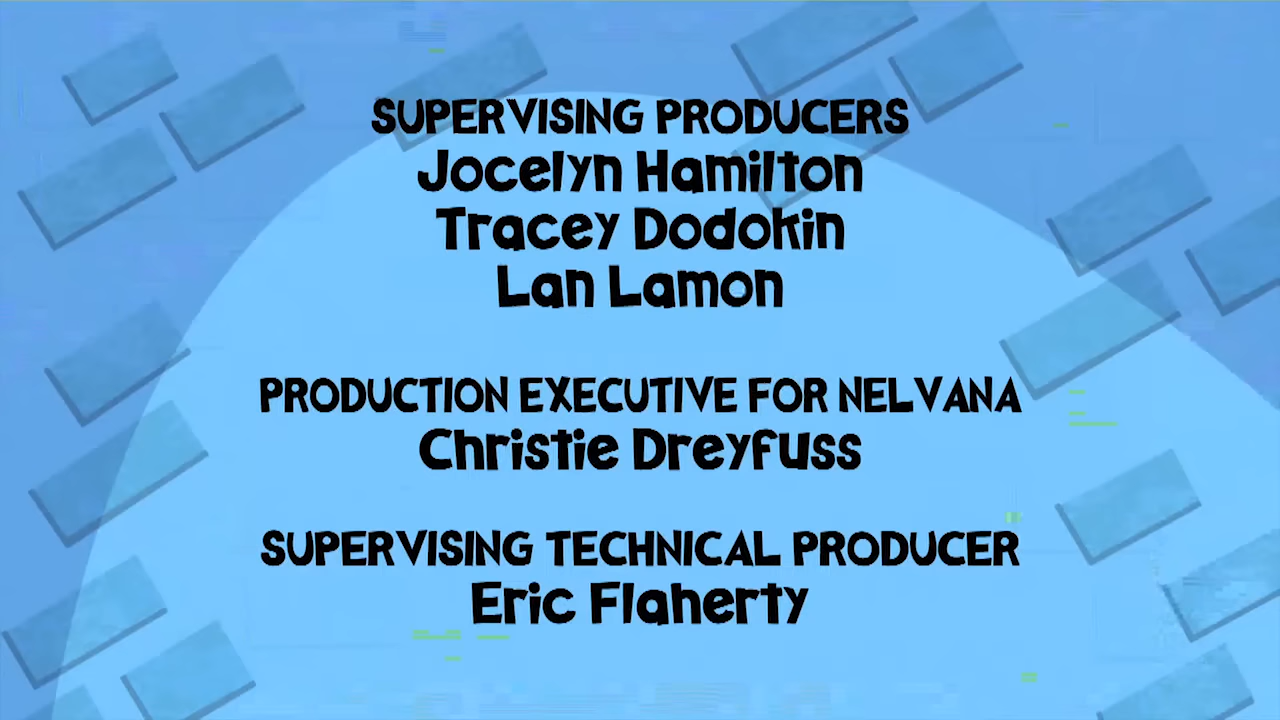 SUPERVISING PRODUCERS
Jocelyn Hamilton
Tracey Dodokin
Lan Lamon
PRODUCTION EXECUTIVE FOR NELVANA
Christie Dreyfuss
SUPERVISING TECHNICAL PRODUCER
Eric Flaherty